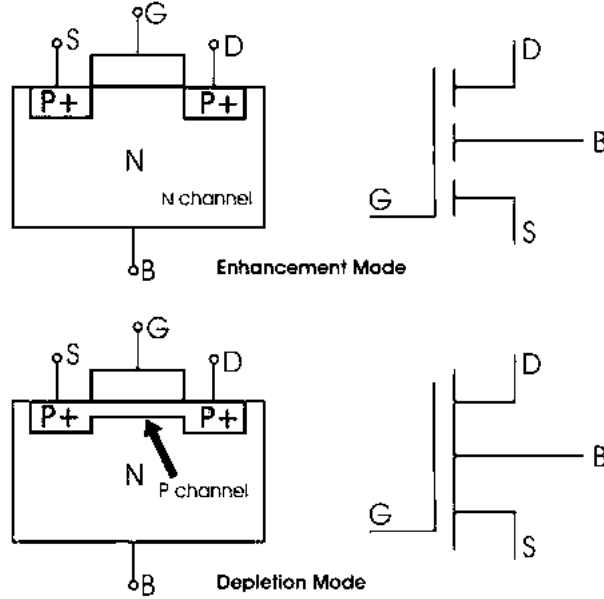 G
S
D
P+
P+
N
N channel
B
Enhancement Mode
D
B
G
S
G
S
D
P+
P+
N
P channel
B
Depletion Mode
D
B
G
S